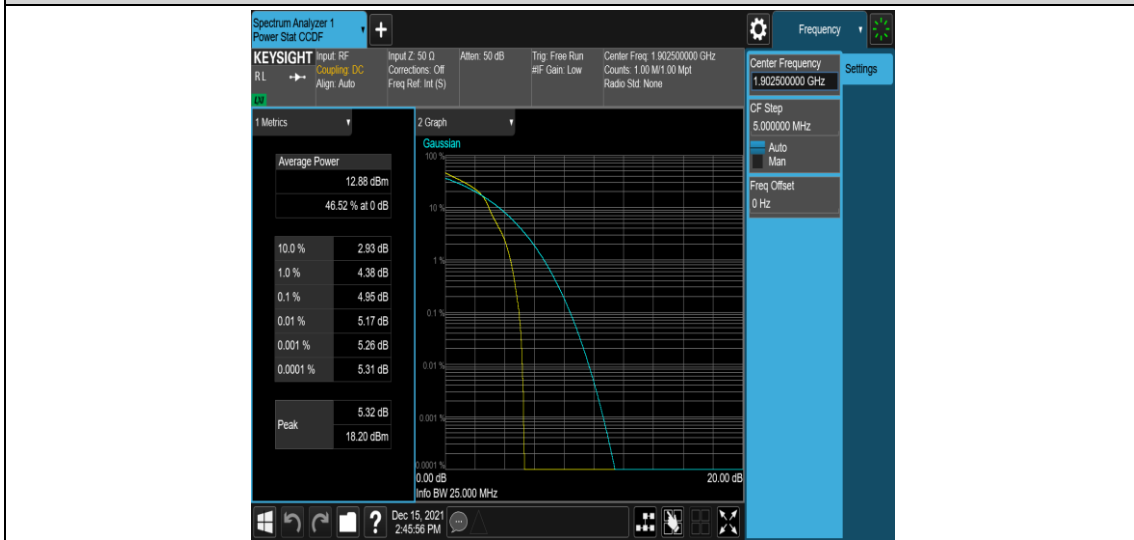 Spectrum Analyzer 1
Power Stat CCDF
+
Frequency
KEYSIGHT
RL
LXI
Input: RF
Coupling: DC
Align: Auto
Input Z: 50 Ω
Corrections: Off
Freq Ref: Int (S)
Atten: 50 dB
Trig: Free Run
#IF Gain: Low
Center Freq: 1.902500000 GHz
Counts: 1.00 M/1.00 Mpt
Radio Std: None
Center Frequency
1.902500000 GHz
Settings
CF Step
5.000000 MHz
Auto
Man
Freq Offset
0 Hz
1 Metrics
Average Power
12.88 dBm
46.52 % at 0 dB
10.0 % 2.93 dB
1.0 % 4.38 dB
0.1 % 4.95 dB
0.01 % 5.17 dB
0.001 % 5.26 dB
0.0001 % 5.31 dB
Peak 5.32 dB
18.20 dBm
2 Graph
Gaussian
100 %
10 %
1 %
0.1 %
0.01 %
0.001 %
0.0001 %
0.00 dB 20.00 dB
Info BW 25.000 MHz
?
Dec 15, 2021
2:45:56 PM